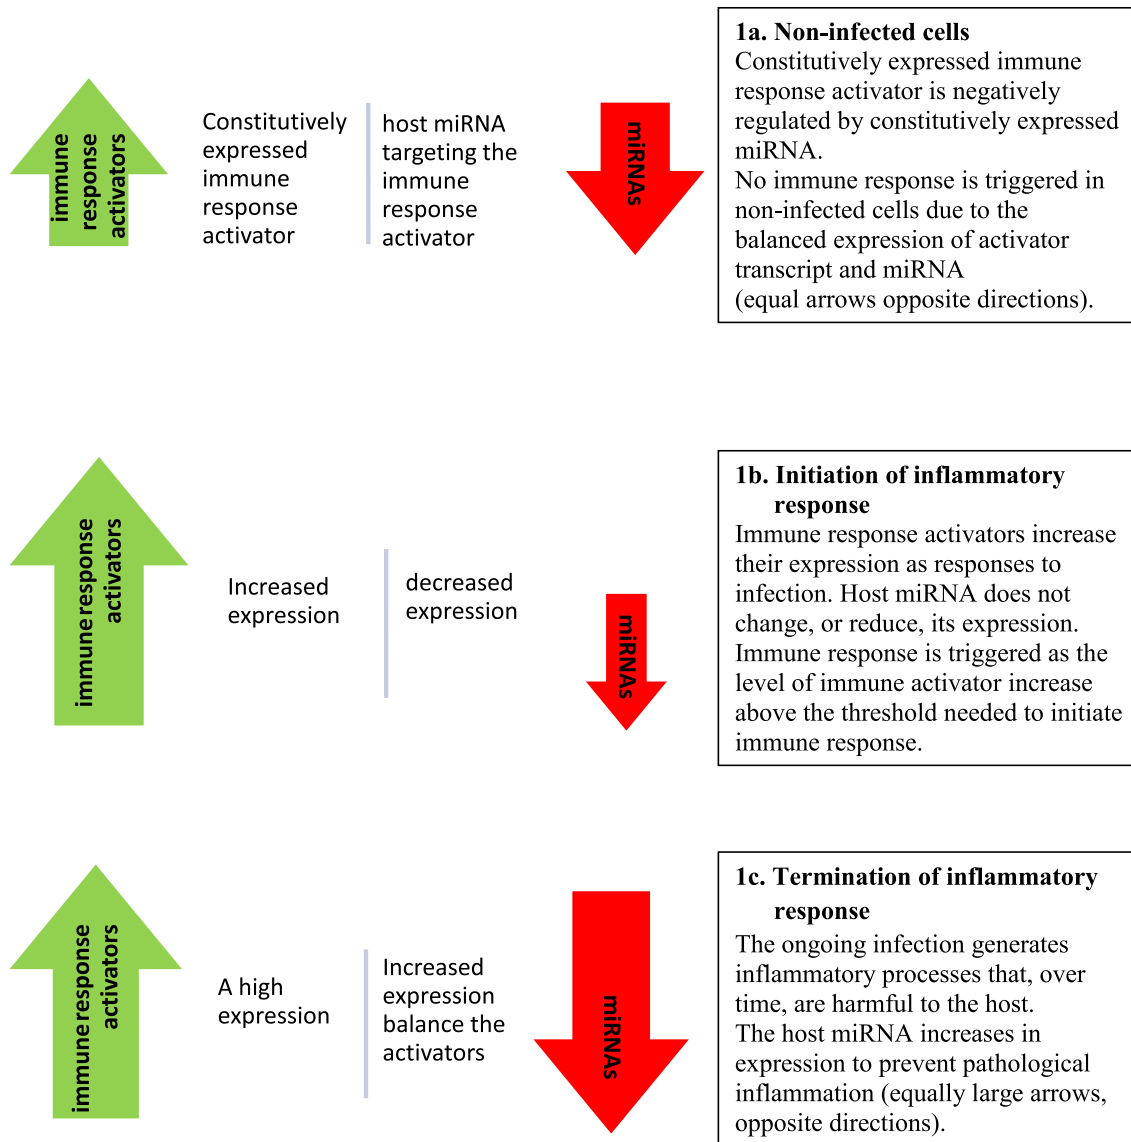 immune
response
activators
Constitutively
expressed
immune
response
activator
host miRNA
targeting the
immune
response
activator
miRNAs
1a. Non-infected cells
Constitutively expressed immune
response activator is negatively
regulated by constitutively expressed
miRNA.
No immune response is triggered in
non-infected cells due to the
balanced expression of activator
transcript and miRNA
(equal arrows opposite directions).
immune response
activators
Increased
expression
decreased
expression
miRNAs
1b. Initiation of inflammatory
response
Immune response activators increase
their expression as responses to
infection. Host miRNA does not
change, or reduce, its expression.
Immune response is triggered as the
level of immune activator increase
above the threshold needed to initiate
immune response.
immune response
activators
A high
expression
Increased
expression
balance the
activators
miRNAs
1c. Termination of inflammatory
response
The ongoing infection generates
inflammatory processes that, over
time, are harmful to the host.
The host miRNA increases in
expression to prevent pathological
inflammation (equally large arrows,
opposite directions).